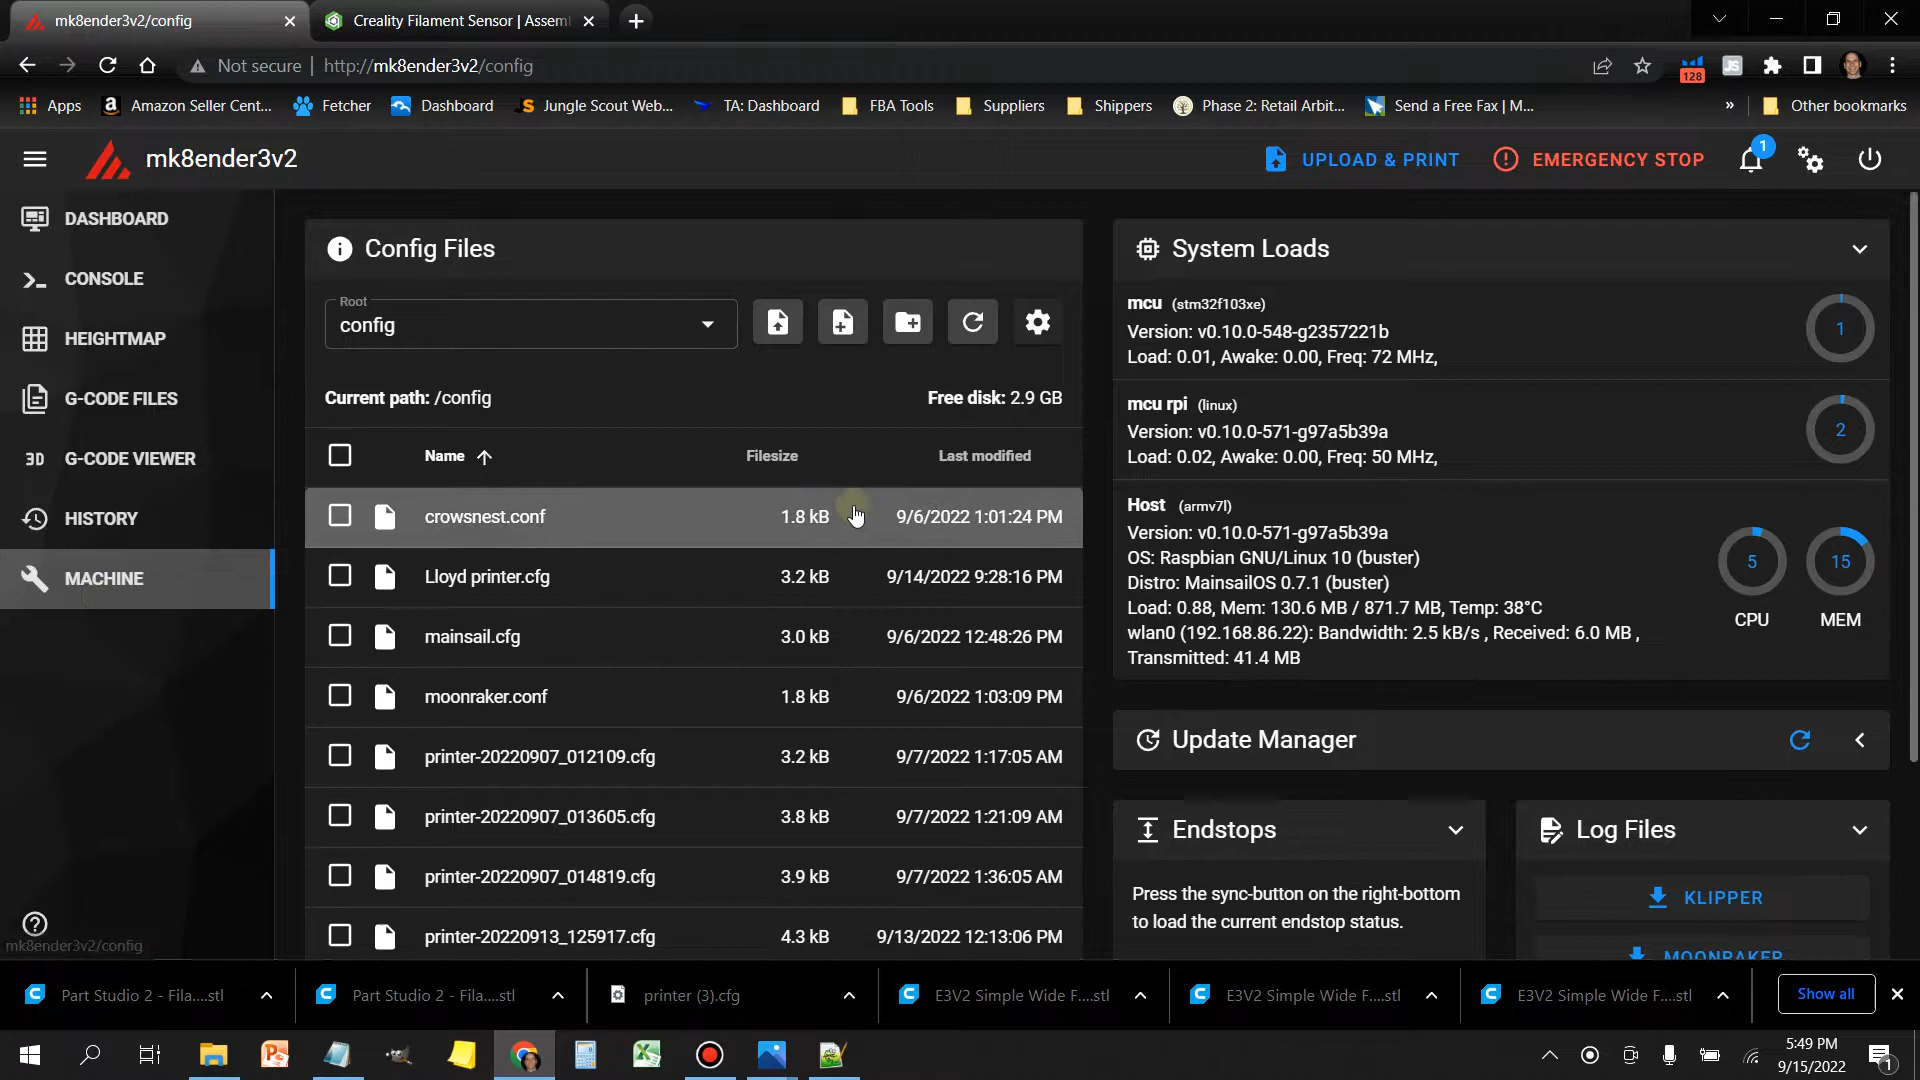 mk8ender3v2/config
Creality Filament Sensor | Assem
Not secure | http://mk8ender3v2/config
128
JS
Apps
Amazon Seller Cent...
Fetcher
Dashboard
Jungle Scout Web...
TA: Dashboard
FBA Tools
Suppliers
Shippers
Phase 2: Retail Arbit...
Send a Free Fax | M...
»
Other bookmarks
mk8ender3v2
UPLOAD & PRINT
EMERGENCY STOP
1
DASHBOARD
CONSOLE
HEIGHTMAP
G-CODE FILES
3D G-CODE VIEWER
HISTORY
MACHINE
mk8ender3v2/config
Config Files
Root
config
Current path: /config
Free disk: 2.9 GB
Name Filesize Last modified
crowsnest.conf 1.8 kB 9/6/2022 1:01:24 PM
Lloyd printer.cfg 3.2 kB 9/14/2022 9:28:16 PM
mainsail.cfg 3.0 kB 9/6/2022 12:48:26 PM
moonraker.conf 1.8 kB 9/6/2022 1:03:09 PM
printer-20220907_012109.cfg 3.2 kB 9/7/2022 1:17:05 AM
printer-20220907_013605.cfg 3.8 kB 9/7/2022 1:21:09 AM
printer-20220907_014819.cfg 3.9 kB 9/7/2022 1:36:05 AM
printer-20220913_125917.cfg 4.3 kB 9/13/2022 12:13:06 PM
System Loads
mcu (stm32f103xe)
Version: v0.10.0-548-g2357221b
Load: 0.01, Awake: 0.00, Freq: 72 MHz,
1
mcu rpi (linux)
Version: v0.10.0-571-g97a5b39a
Load: 0.02, Awake: 0.00, Freq: 50 MHz,
2
Host (armv7l)
Version: v0.10.0-571-g97a5b39a
OS: Raspbian GNU/Linux 10 (buster)
Distro: MainsailOS 0.7.1 (buster)
Load: 0.88, Mem: 130.6 MB / 871.7 MB, Temp: 38°C
wlan0 (192.168.86.22): Bandwidth: 2.5 kB/s , Received: 6.0 MB ,
Transmitted: 41.4 MB
5
CPU
15
MEM
Update Manager
Endstops
Press the sync-button on the right-bottom
to load the current endstop status.
Log Files
KLIPPER
MOONRAKER
Part Studio 2 - Fila....stl
Part Studio 2 - Fila....stl
printer (3).cfg
E3V2 Simple Wide F....stl
E3V2 Simple Wide F....stl
E3V2 Simple Wide F....stl
Show all
5:49 PM
9/15/2022
1